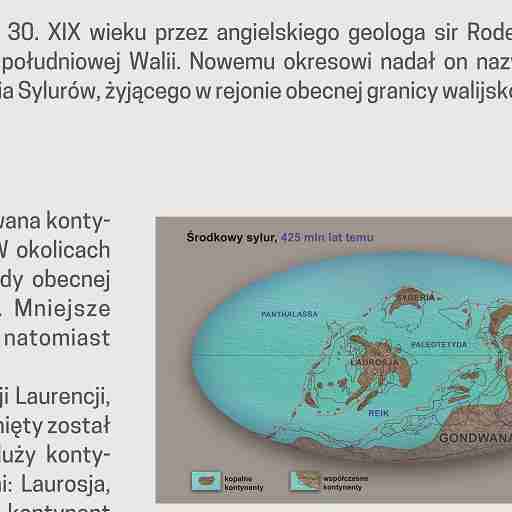 30. XIX wieku przez angielskiego geologa sir Rode
południowej Walii. Nowemu okresowi nadał on naz
ia Sylurów, żyjącego w rejonie obecnej granicy walijsk
wana konty-
W okolicach
dy obecnej
. Mniejsze
natomiast
ji Laurencji,
nięty został
duży konty-
i: Laurosja,
kontynent
Środkowy sylur, 425 mln lat temu
SYBERIA
PANTHALASSA
PALEOTETYDA
LAUROSJA
REIK
GONDWANA
kopalne
kontynenty
współczesne
kontynenty